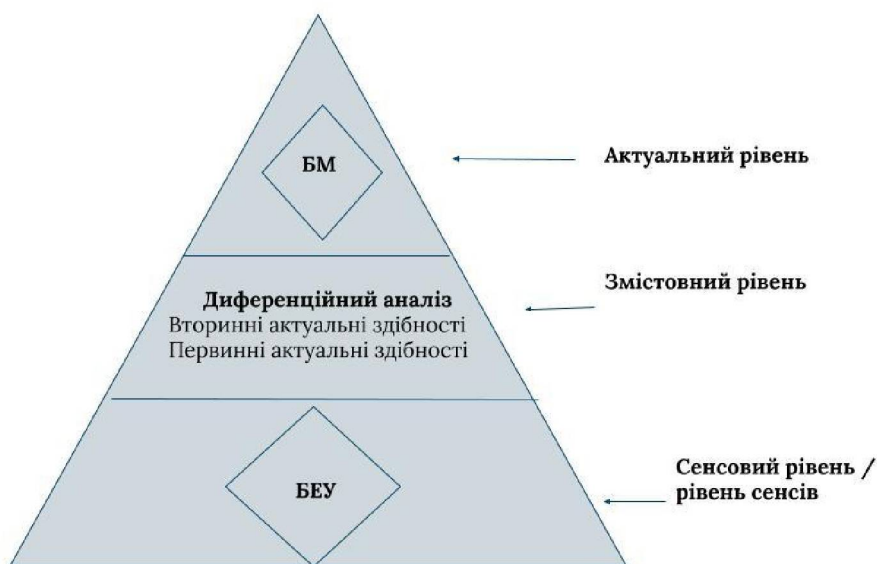 БМ
Актуальний рівень
Змістовний рівень
Диференційний аналіз
Вторинні актуальні здібності
Первинні актуальні здібності
Сенсовий рівень /
рівень сенсів
БЕУ